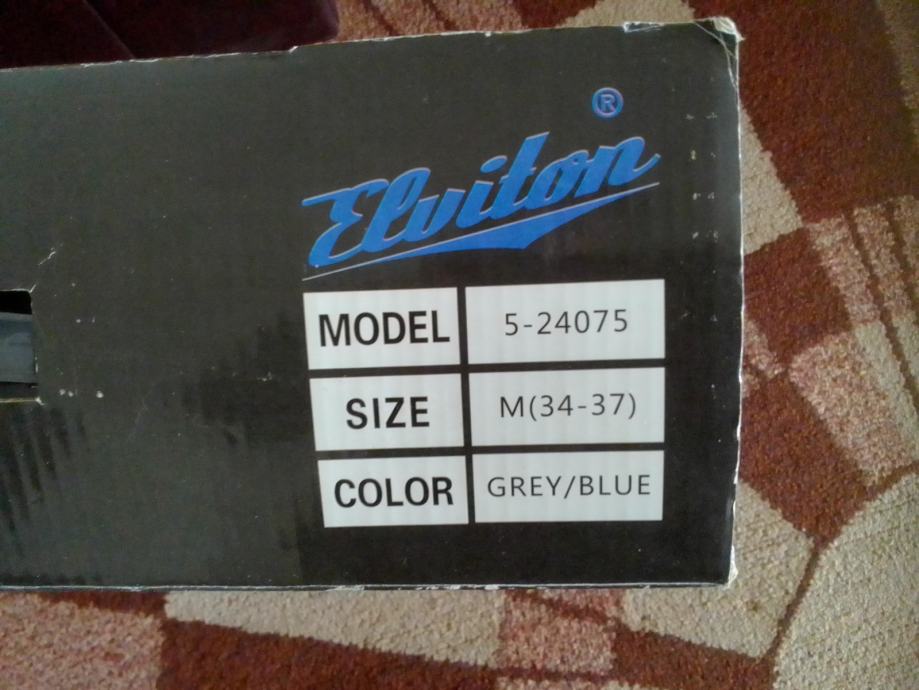 Elviton ®
MODEL 5-24075
SIZE M(34-37)
COLOR GREY/BLUE